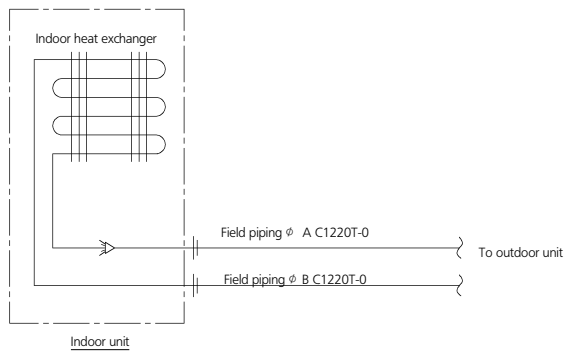 Indoor heat exchanger
Field piping ϕ A C1220T-0
To outdoor unit
Field piping ϕ B C1220T-0
Indoor unit